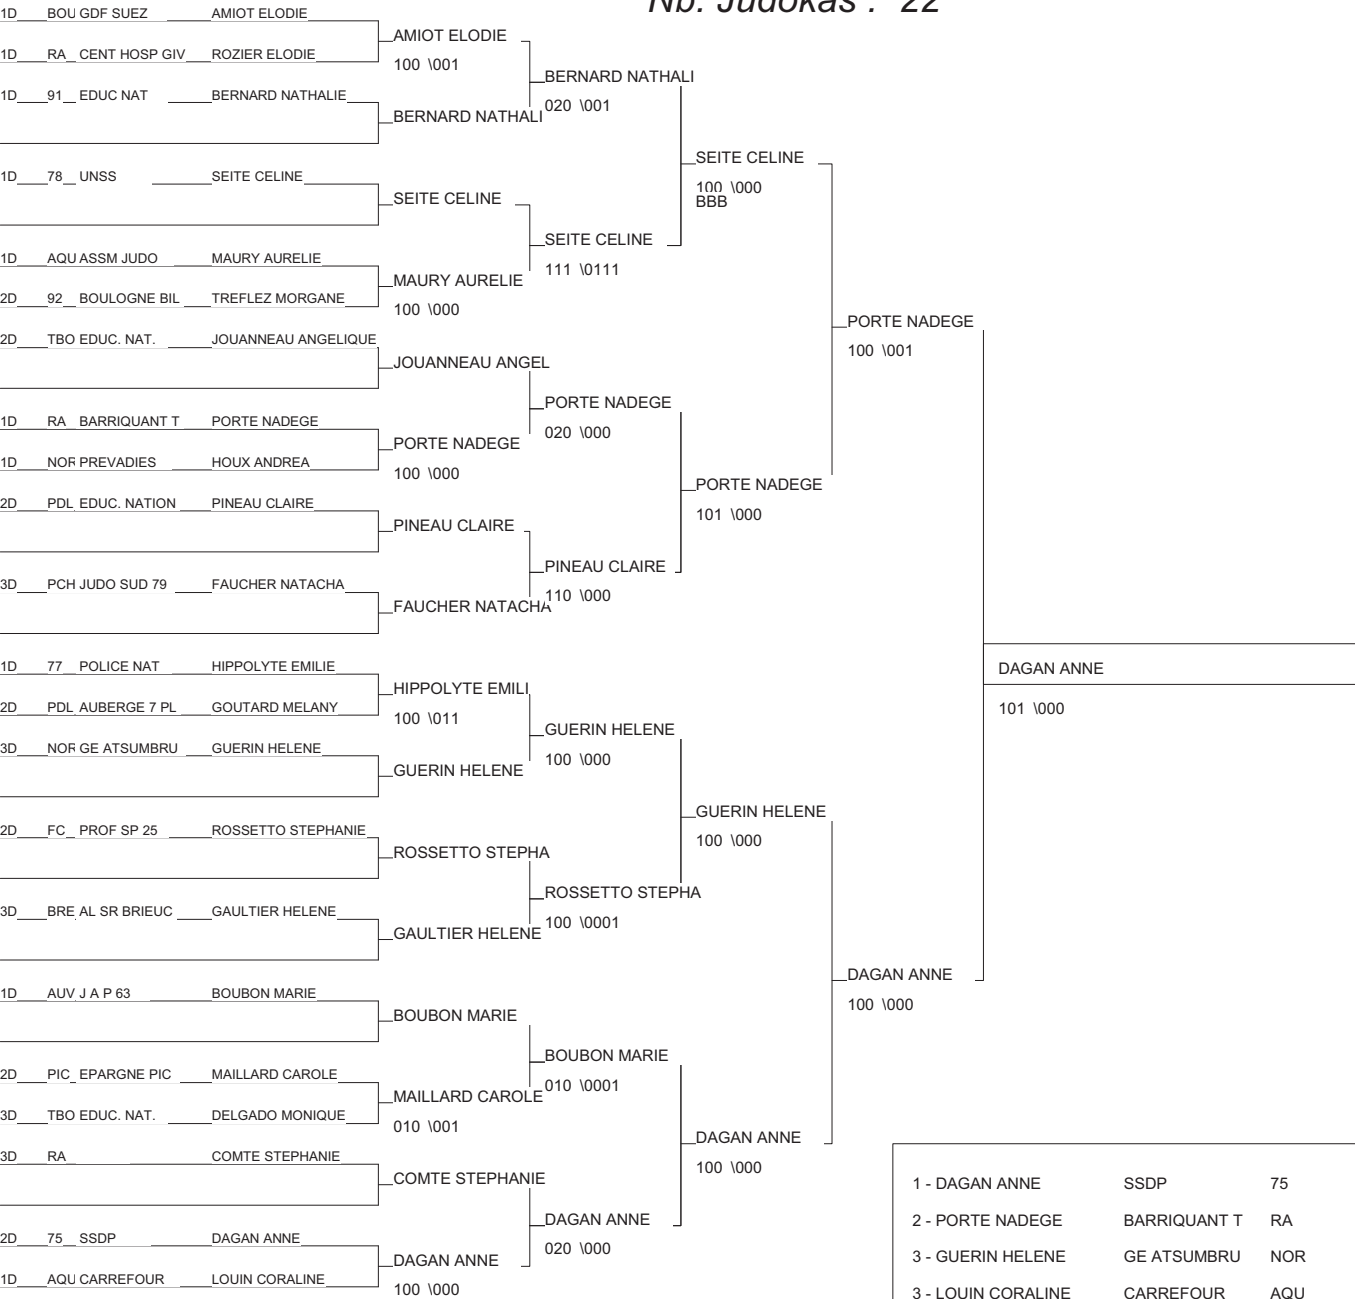 Nb. Judokas : 22
1D BOU GDF SUEZ AMIOT ELODIE
1D RA CENT HOSP GIV ROZIER ELODIE
1D 91 EDUC NAT BERNARD NATHALIE
1D 78 UNSS SEITE CELINE
1D AQU ASSM JUDO MAURY AURELIE
2D 92 BOULOGNE BIL TREFLEZ MORGANE
2D TBO EDUC. NAT. JOUANNEAU ANGELIQUE
1D RA BARRIQUANT T PORTE NADEGE
1D NOR PREVADIES HOUX ANDREA
2D PDL EDUC. NATION PINEAU CLAIRE
3D PCH JUDO SUD 79 FAUCHER NATACHA
1D 77 POLICE NAT HIPPOLYTE EMILIE
2D PDL AUBERGE 7 PL GOUTARD MELANY
3D NOR GE ATSUMBRU GUERIN HELENE
2D FC PROF SP 25 ROSSETTO STEPHANIE
3D BRE AL SR BRIEUC GAULTIER HELENE
1D AUV J A P 63 BOUBON MARIE
2D PIC EPARGNE PIC MAILLARD CAROLE
3D TBO EDUC. NAT. DELGADO MONIQUE
3D RA COMTE STEPHANIE
2D 75 SSDP DAGAN ANNE
1D AQU CARREFOUR LOUIN CORALINE
AMIOT ELODIE
100 \001
BERNARD NATHALI
SEITE CELINE
MAURY AURELIE
100 \000
JOUANNEAU ANGEL
PORTE NADEGE
100 \000
PINEAU CLAIRE
FAUCHER NATACHA
HIPPOLYTE EMILI
100 \011
GUERIN HELENE
ROSSETTO STEPHA
GAULTIER HELENE
BOUBON MARIE
MAILLARD CAROLE
010 \001
COMTE STEPHANIE
DAGAN ANNE
100 \000
BERNARD NATHALI
020 \001
SEITE CELINE
111 \0111
PORTE NADEGE
020 \000
PINEAU CLAIRE
110 \000
GUERIN HELENE
100 \000
ROSSETTO STEPHA
100 \0001
BOUBON MARIE
010 \0001
DAGAN ANNE
020 \000
SEITE CELINE
100 \000
BBB
PORTE NADEGE
101 \000
GUERIN HELENE
100 \000
DAGAN ANNE
100 \000
PORTE NADEGE
100 \001
DAGAN ANNE
100 \000
DAGAN ANNE
101 \000
1 - DAGAN ANNE SSDP 75
2 - PORTE NADEGE BARRIQUANT T RA
3 - GUERIN HELENE GE ATSUMBRU NOR
3 - LOUIN CORALINE CARREFOUR AQU